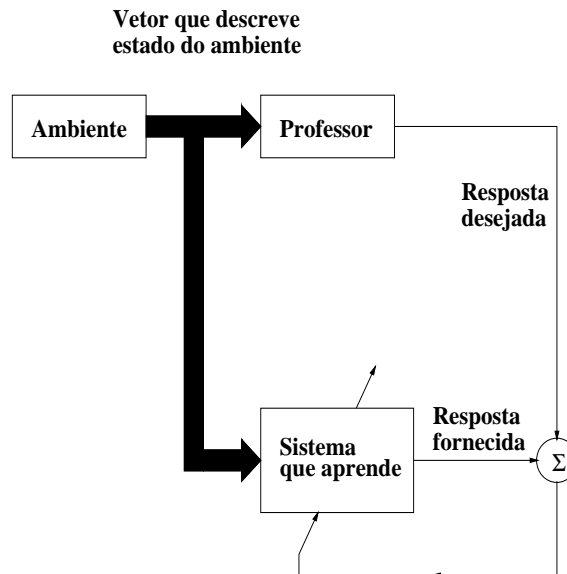 Vetor que descreve
estado do ambiente
Ambiente
Professor
Resposta
desejada
Resposta
fornecida
Sistema
que aprende
Σ